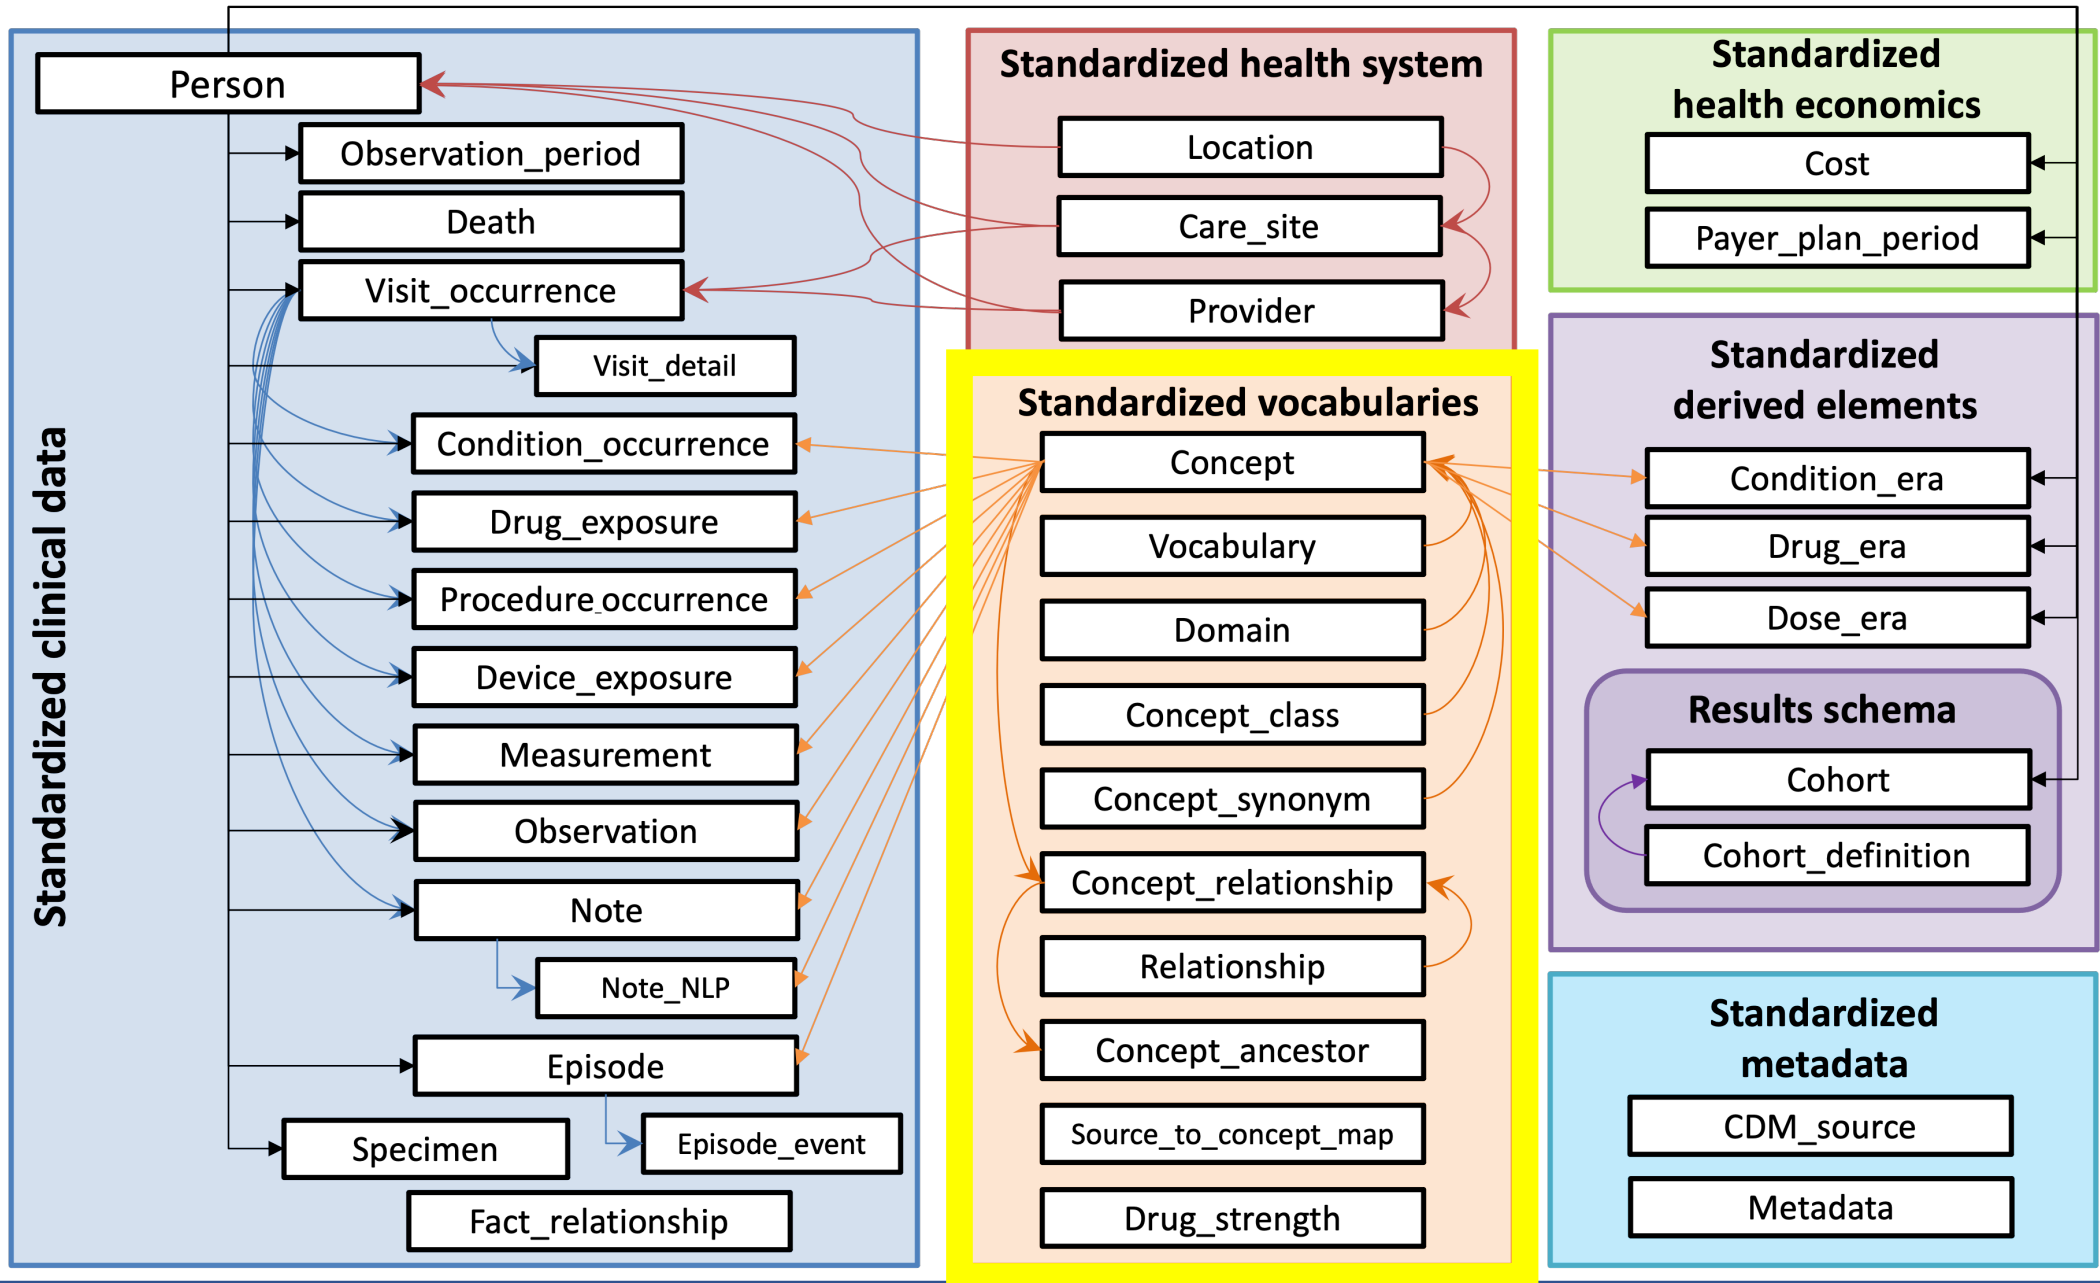 Standardized clinical data
Person
Observation_period
Death
Visit_occurrence
Visit_detail
Condition_occurrence
Drug_exposure
Procedure_occurrence
Device_exposure
Measurement
Observation
Note
Note_NLP
Episode
Episode_event
Specimen
Fact_relationship
Standardized health system
Location
Care_site
Provider
Standardized vocabularies
Concept
Vocabulary
Domain
Concept_class
Concept_synonym
Concept_relationship
Relationship
Concept_ancestor
Source_to_concept_map
Drug_strength
Standardized
health economics
Cost
Payer_plan_period
Standardized
derived elements
Condition_era
Drug_era
Dose_era
Results schema
Cohort
Cohort_definition
Standardized
metadata
CDM_source
Metadata